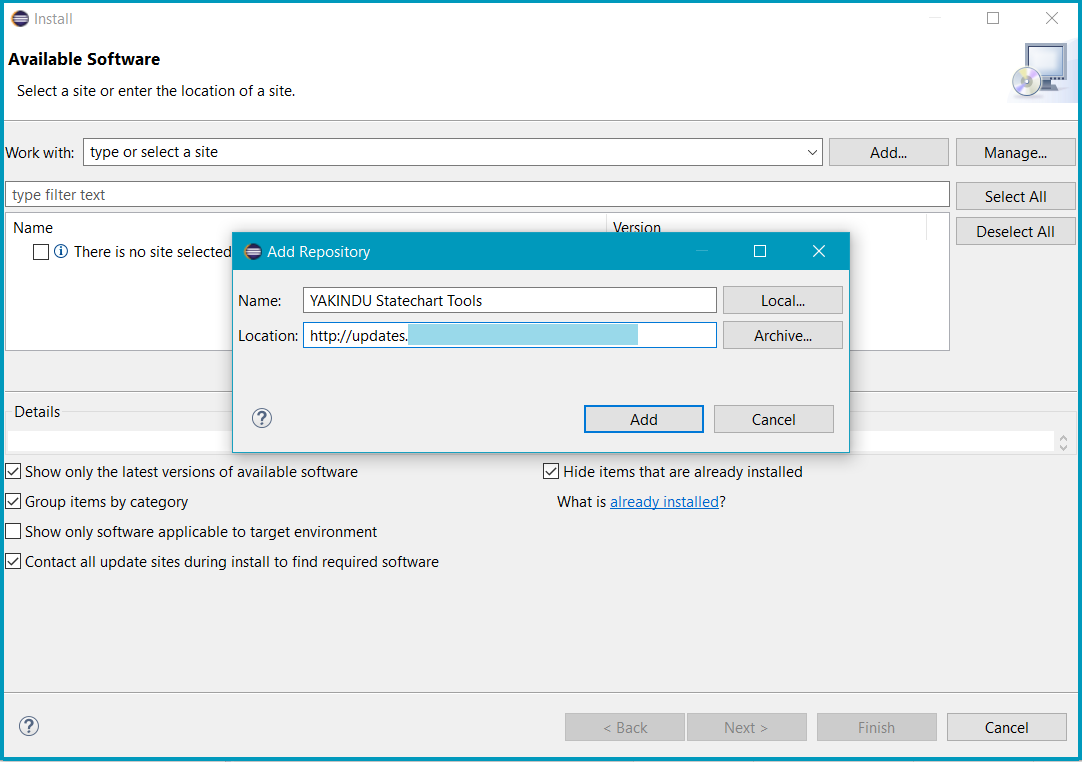 Install
Available Software
Select a site or enter the location of a site.
Work with: type or select a site Add... Manage...
type filter text Select All
Name Version Deselect All
There is no site selected
Add Repository
Name: YAKINDU Statechart Tools Local...
Location: http://updates. Archive...
? Add Cancel
Details
Show only the latest versions of available software Hide items that are already installed
Group items by category What is already installed?
Show only software applicable to target environment
Contact all update sites during install to find required software
? < Back Next > Finish Cancel